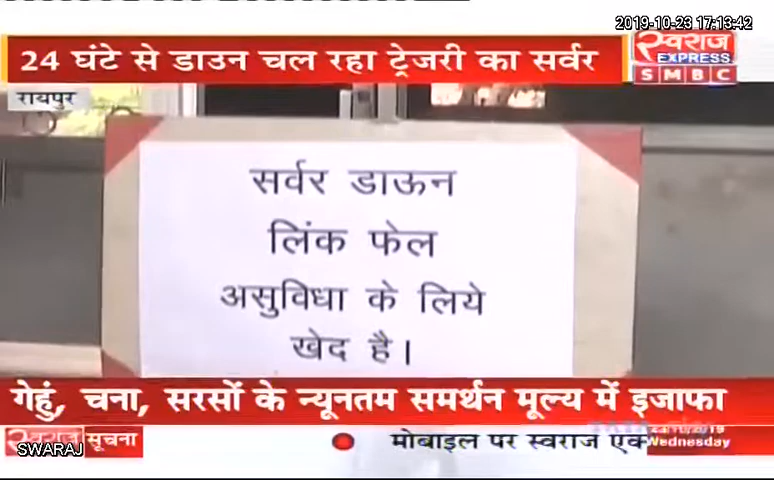 2019-10-23 17:13:42
24 घंटे से डाउन चल रहा ट्रेजरी का सर्वर
स्वराज
EXPRESS
SMBC
रायपुर
सर्वर डाऊन
लिंक फेल
असुविधा के लिये
खेद है।
गेहुं, चना, सरसों के न्यूनतम समर्थन मूल्य में इजाफा
स्वराज सूचना
मोबाइल पर स्वराज एक
Wednesday
SWARAJ